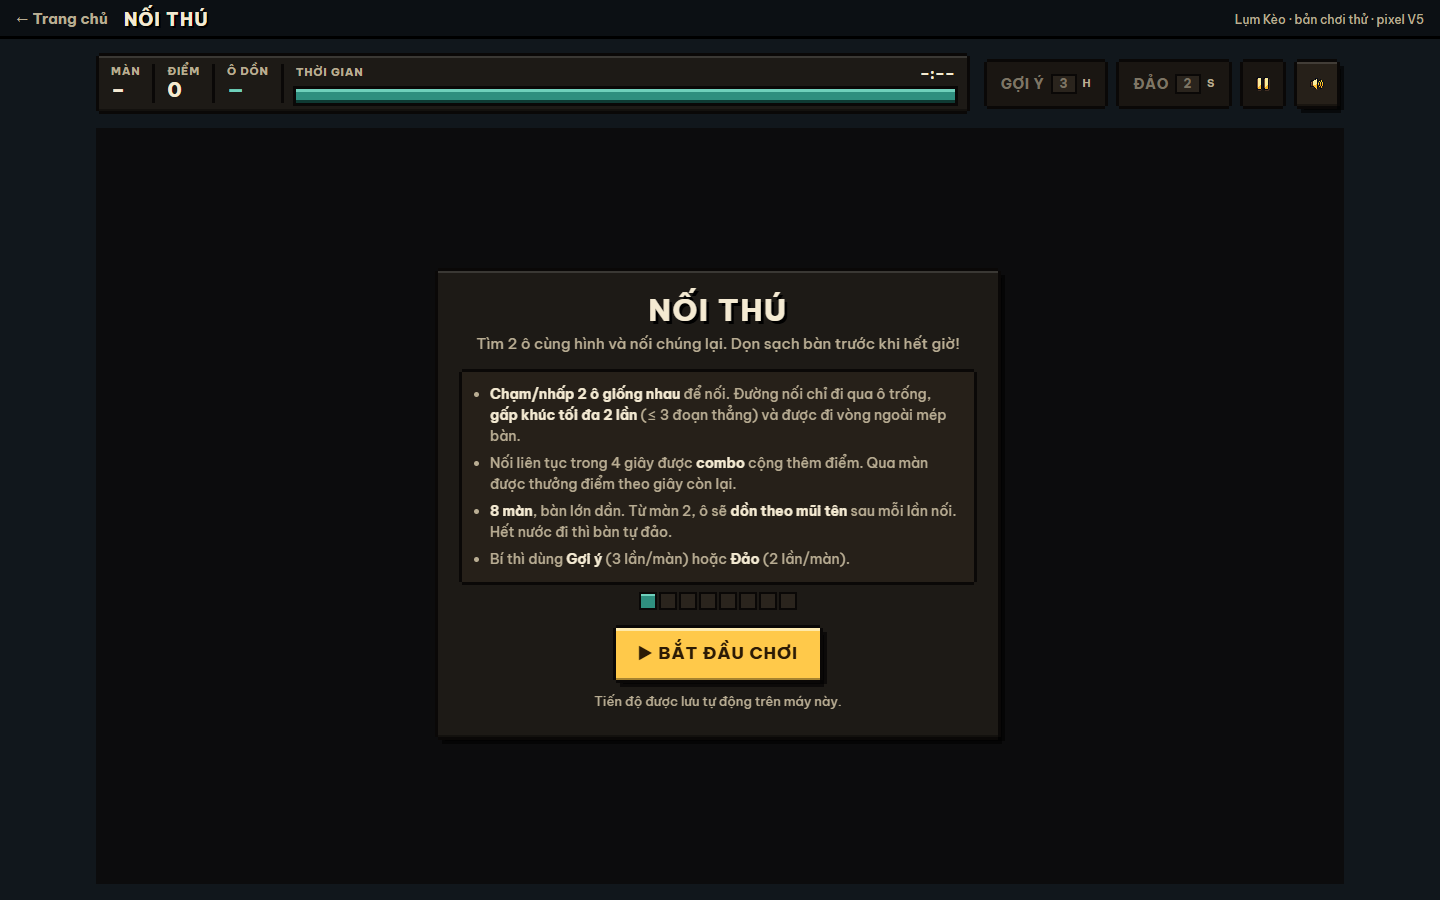 ← Trang chủ NỐI THÚ
Lụm Kèo · bản chơi thử · pixel V5
MÀN ĐIỂM Ô DỒN THỜI GIAN -:--
– 0 –
GỢI Ý 3 H ĐẢO 2 S
NỐI THÚ
Tìm 2 ô cùng hình và nối chúng lại. Dọn sạch bàn trước khi hết giờ!
• Chạm/nhấp 2 ô giống nhau để nối. Đường nối chỉ đi qua ô trống,
gấp khúc tối đa 2 lần (≤ 3 đoạn thẳng) và được đi vòng ngoài mép
bàn.
• Nối liên tục trong 4 giây được combo cộng thêm điểm. Qua màn
được thưởng điểm theo giây còn lại.
• 8 màn, bàn lớn dần. Từ màn 2, ô sẽ dồn theo mũi tên sau mỗi lần nối.
Hết nước đi thì bàn tự đảo.
• Bí thì dùng Gợi ý (3 lần/màn) hoặc Đảo (2 lần/màn).
▶ BẮT ĐẦU CHƠI
Tiến độ được lưu tự động trên máy này.